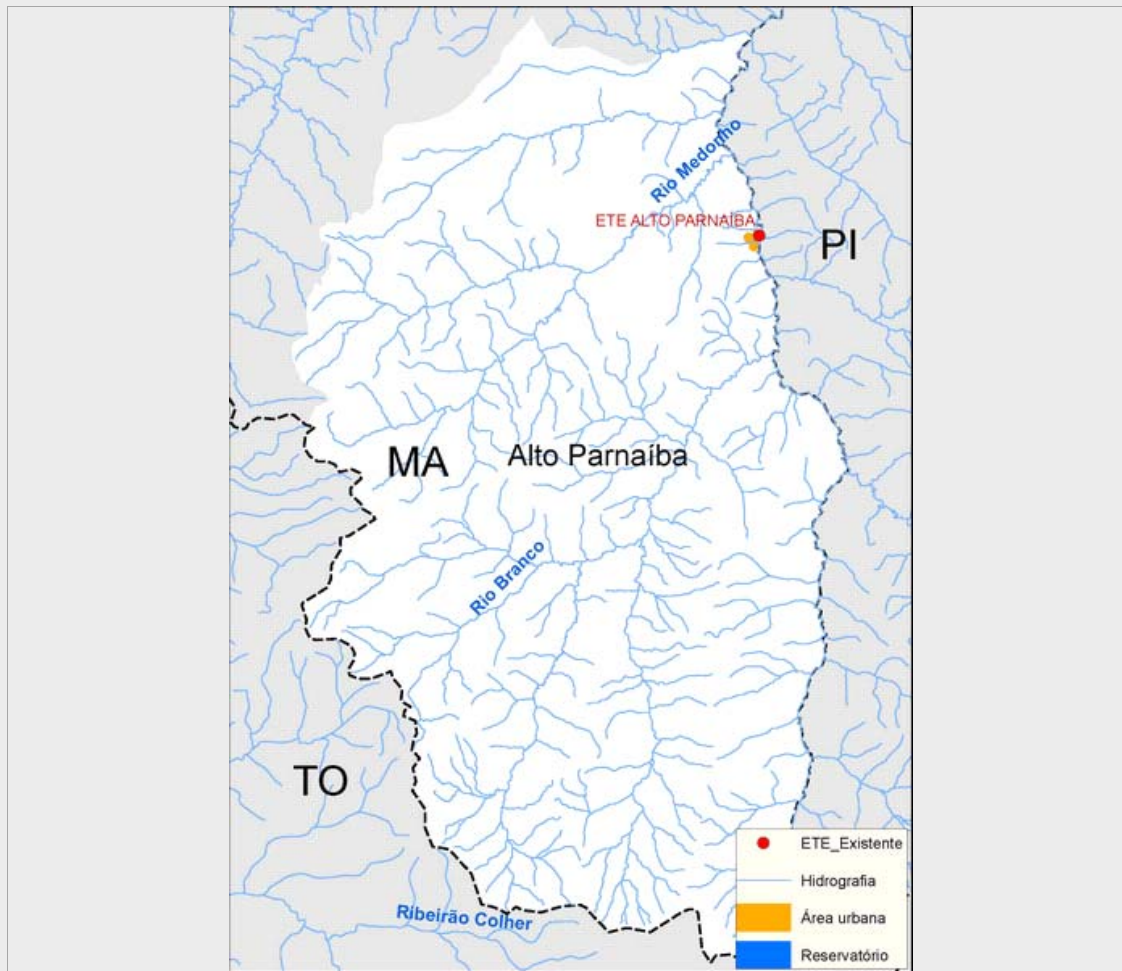 Rio Medonho
ETE ALTO PARNAÍBA
PI
MA
Alto Parnaíba
Rio Branco
TO
Ribeirão Colher
ETE_Existente
Hidrografia
Área urbana
Reservatório